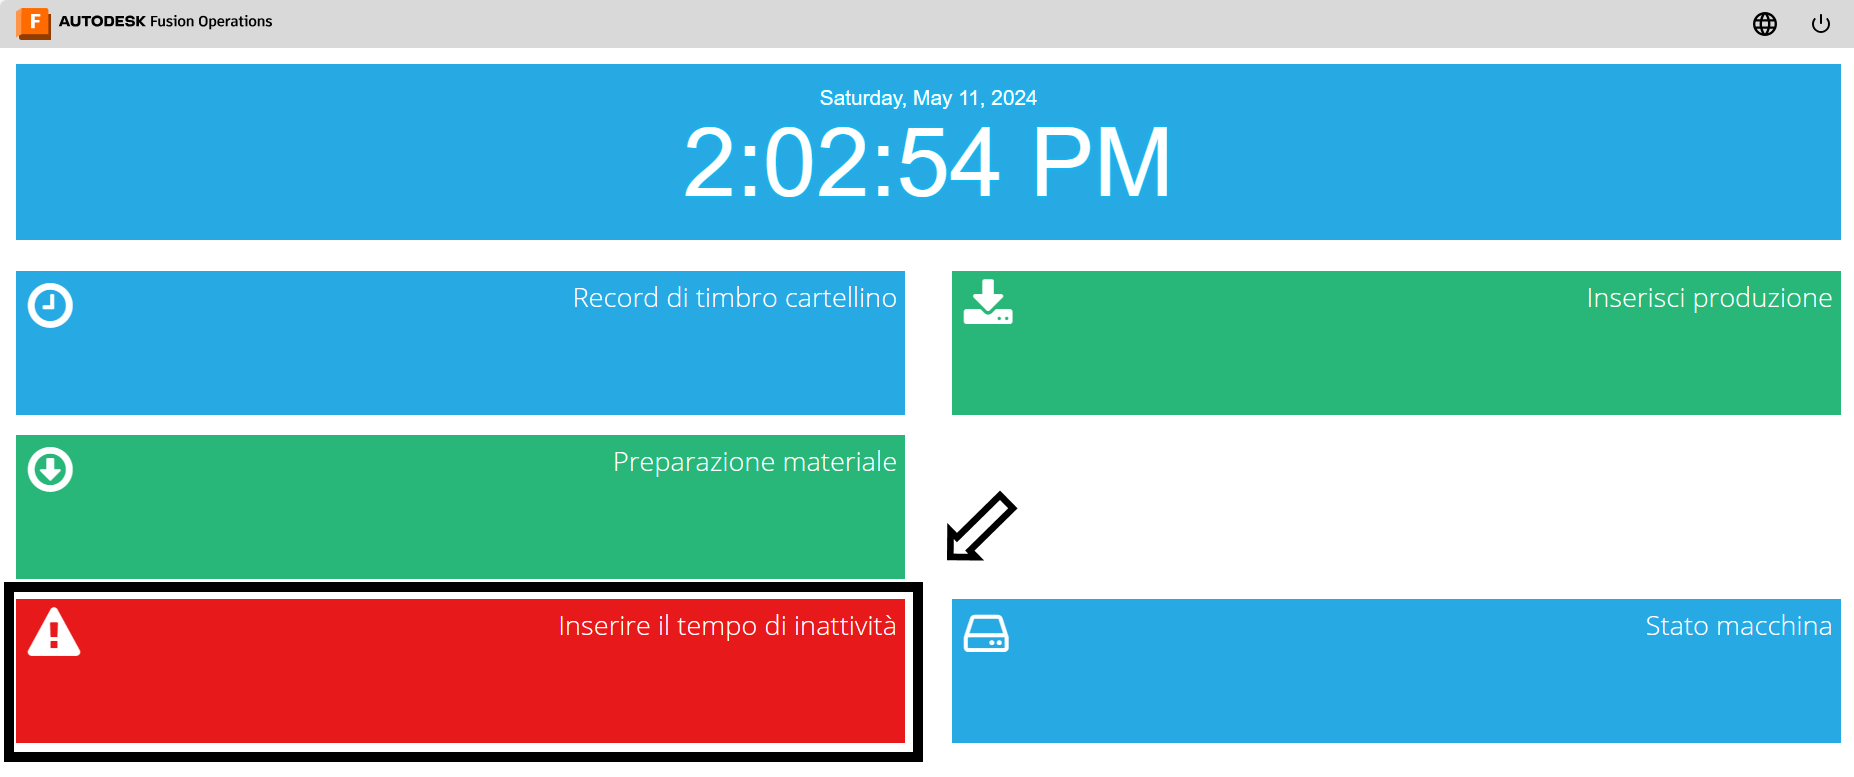 F AUTODESK Fusion Operations
Saturday, May 11, 2024
2:02:54 PM
Record di timbro cartellino
Inserisci produzione
Preparazione materiale
Inserire il tempo di inattività
Stato macchina